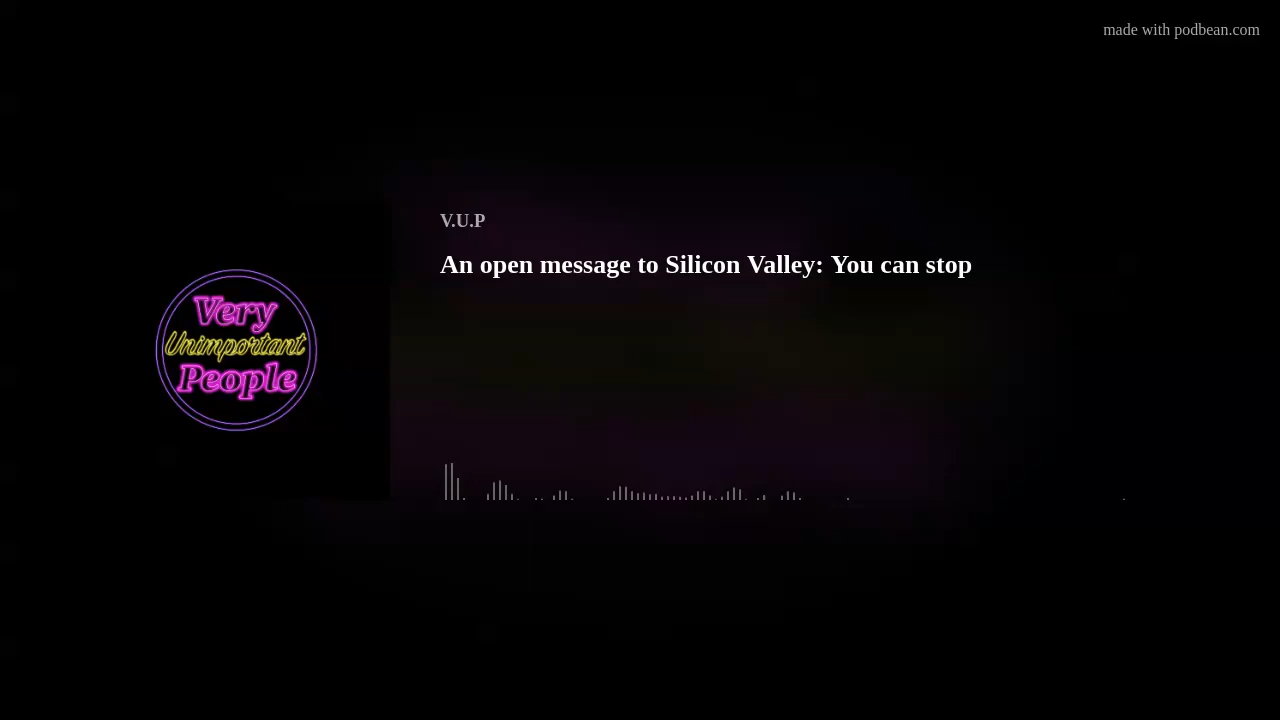 made with podbean.com
V.U.P
An open message to Silicon Valley: You can stop
Very
Unimportant
People